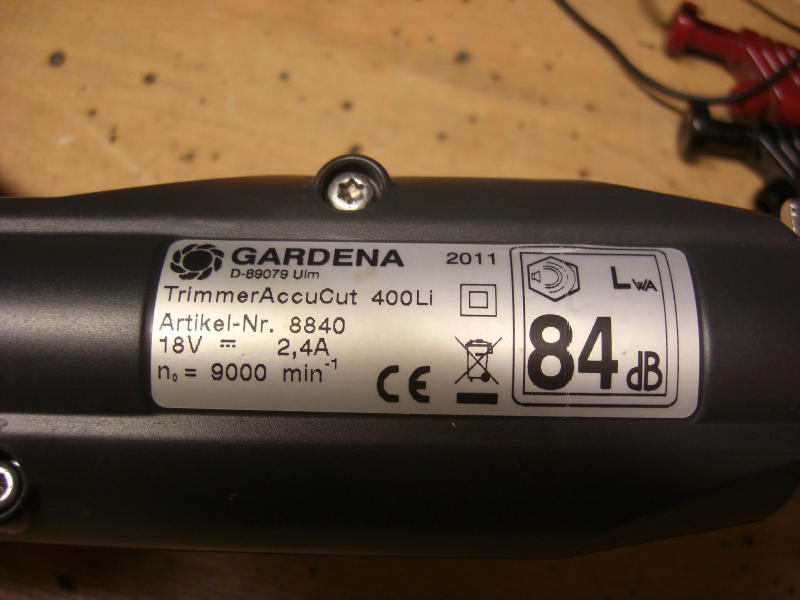 GARDENA 2011
D-89079 Ulm
TrimmerAccuCut 400Li
Artikel-Nr. 8840
18V ⎓ 2,4A
n₀ = 9000 min⁻¹
CE
LWA
84 dB